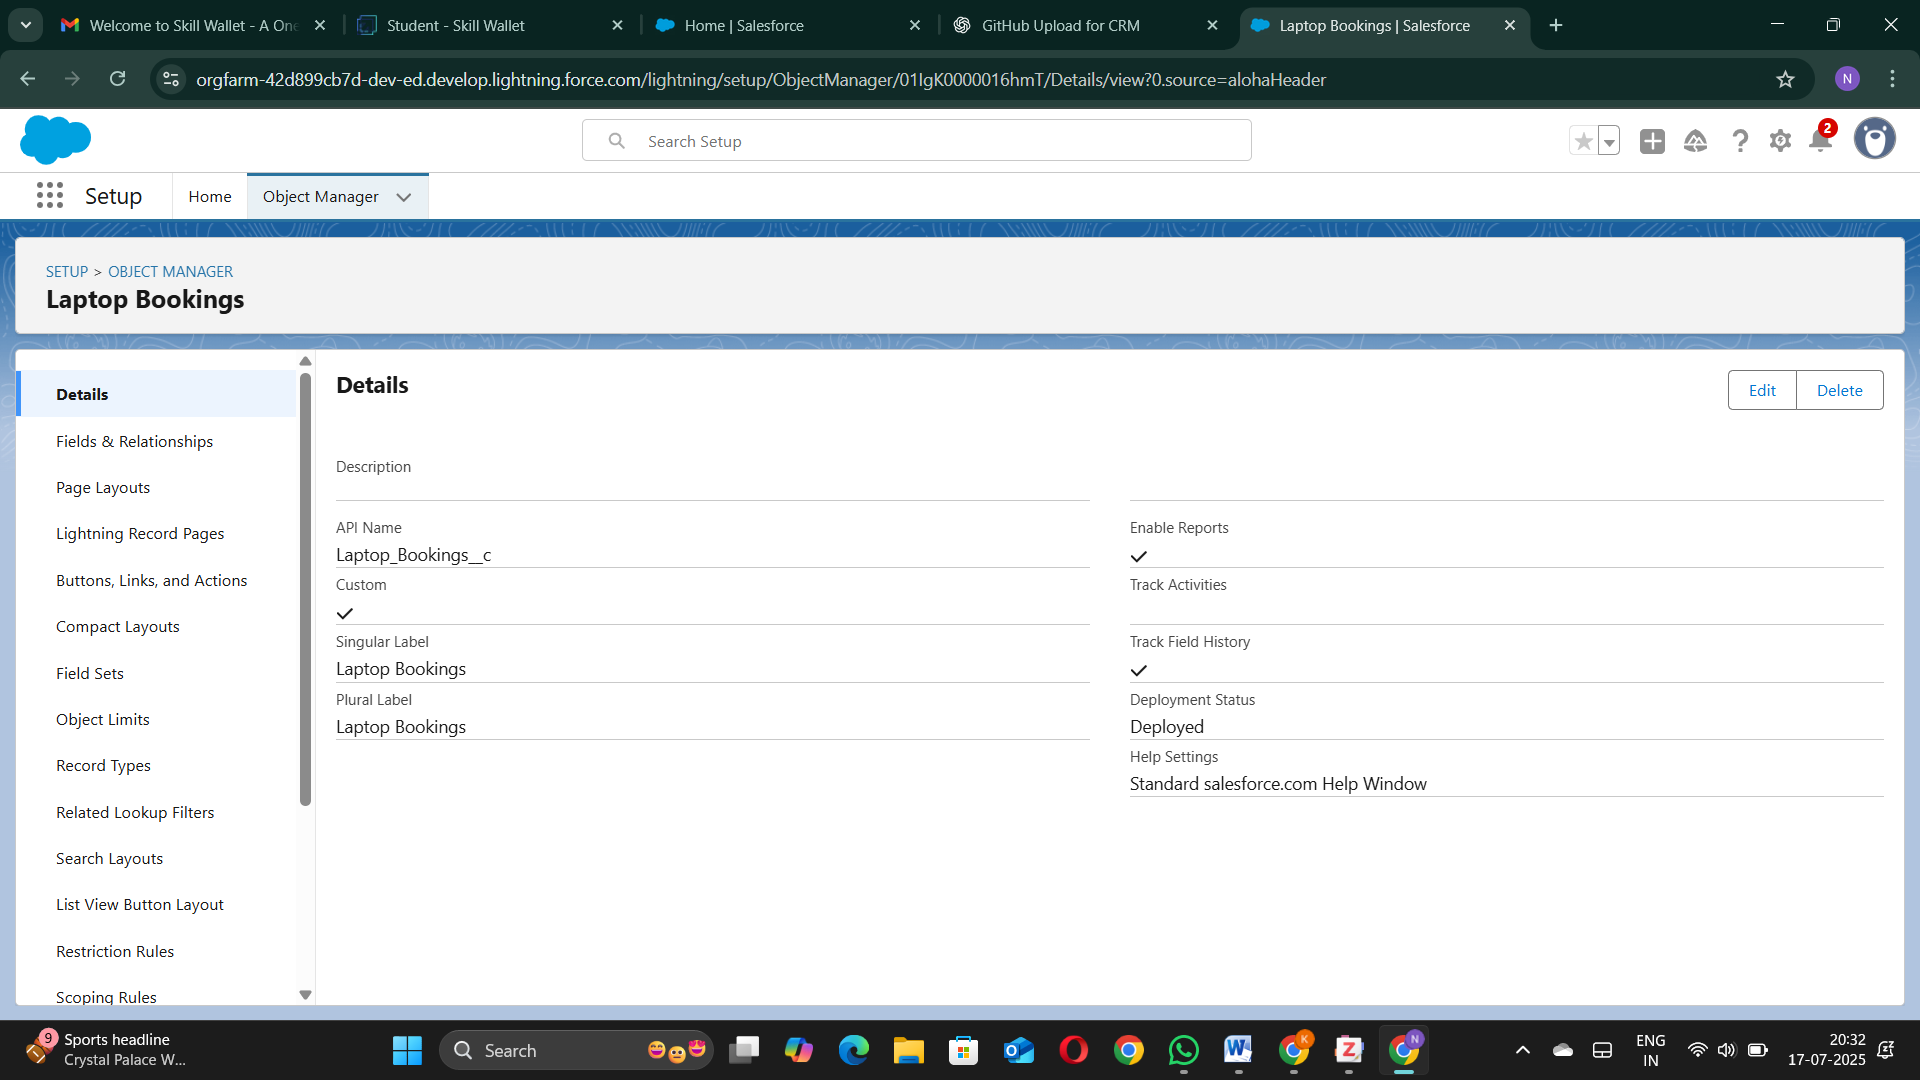 Welcome to Skill Wallet - A One
Student - Skill Wallet
Home | Salesforce
GitHub Upload for CRM
Laptop Bookings | Salesforce
orgfarm-42d899cb7d-dev-ed.develop.lightning.force.com/lightning/setup/ObjectManager/01IgK0000016hmT/Details/view?0.source=alohaHeader
N
Search Setup
2
Setup
Home
Object Manager
SETUP > OBJECT MANAGER
Laptop Bookings
Details
Fields & Relationships
Page Layouts
Lightning Record Pages
Buttons, Links, and Actions
Compact Layouts
Field Sets
Object Limits
Record Types
Related Lookup Filters
Search Layouts
List View Button Layout
Restriction Rules
Scoping Rules
Details
Edit
Delete
Description
API Name
Laptop_Bookings__c
Custom
Singular Label
Laptop Bookings
Plural Label
Laptop Bookings
Enable Reports
Track Activities
Track Field History
Deployment Status
Deployed
Help Settings
Standard salesforce.com Help Window
9
Sports headline
Crystal Palace W...
Search
K
N
ENG
IN
20:32
17-07-2025